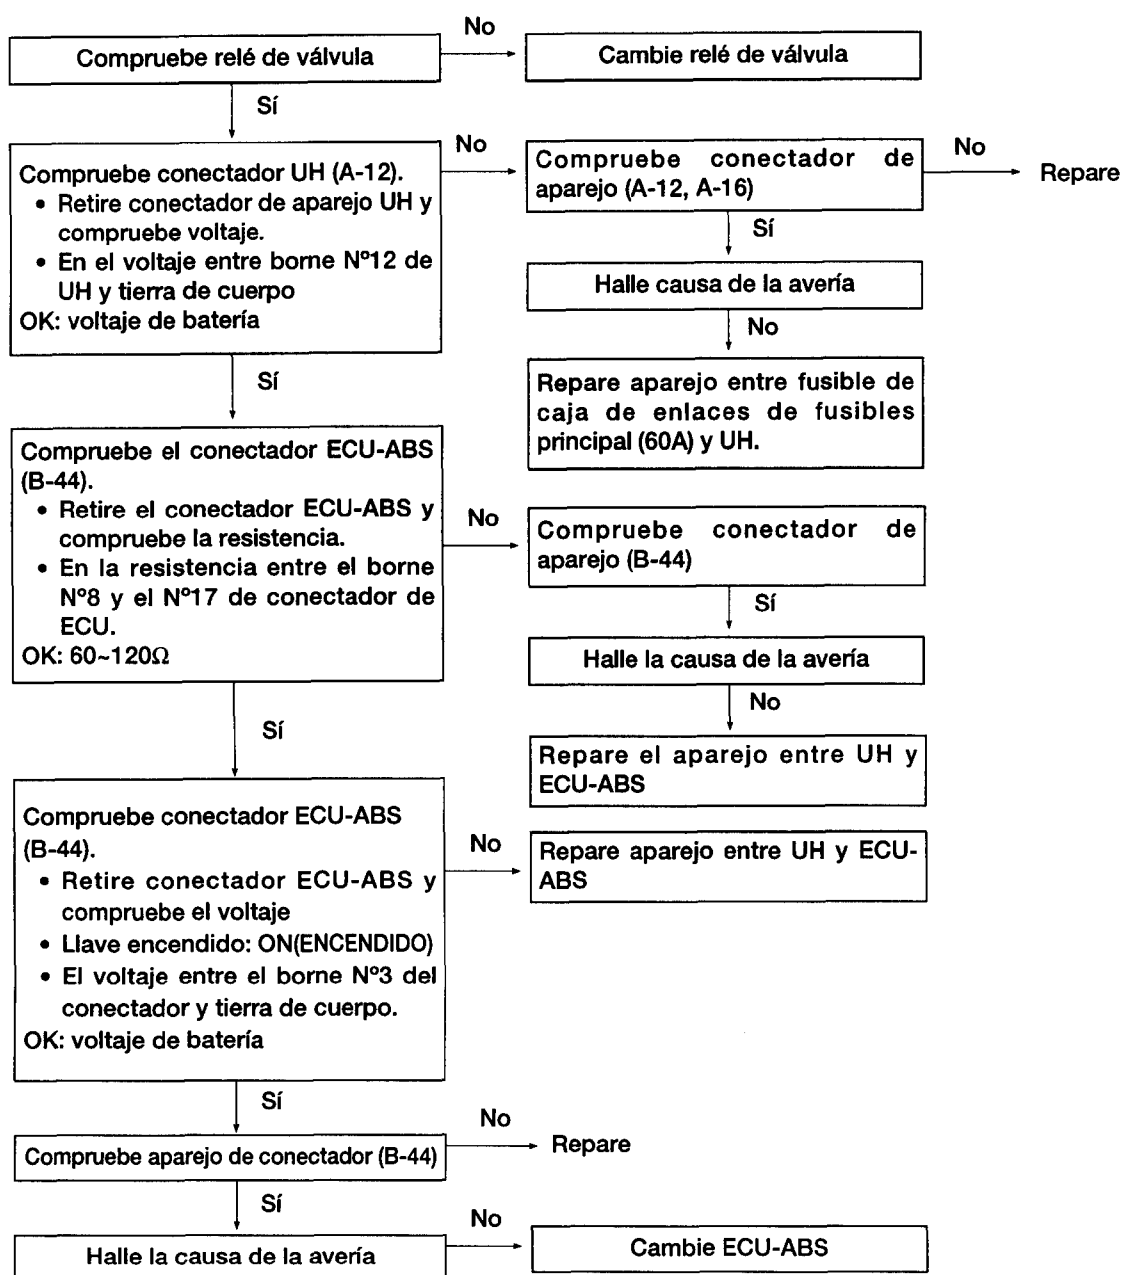 Compruebe relé de válvula
No
Cambie relé de válvula
Sí
Compruebe conectador UH (A-12).
• Retire conectador de aparejo UH y
compruebe voltaje.
• En el voltaje entre borne Nº12 de
UH y tierra de cuerpo
OK: voltaje de batería
No
Compruebe conectador de
aparejo (A-12, A-16)
No
Repare
Sí
Halle causa de la avería
No
Repare aparejo entre fusible de
caja de enlaces de fusibles
principal (60A) y UH.
Sí
Compruebe el conectador ECU-ABS
(B-44).
• Retire el conectador ECU-ABS y
compruebe la resistencia.
• En la resistencia entre el borne
Nº8 y el Nº17 de conectador de
ECU.
OK: 60~120Ω
No
Compruebe conectador de
aparejo (B-44)
Sí
Halle la causa de la avería
No
Repare el aparejo entre UH y
ECU-ABS
Sí
Compruebe conectador ECU-ABS
(B-44).
• Retire conectador ECU-ABS y
compruebe el voltaje
• Llave encendido: ON(ENCENDIDO)
• El voltaje entre el borne Nº3 del
conectador y tierra de cuerpo.
OK: voltaje de batería
No
Repare aparejo entre UH y ECU-
ABS
Sí
Compruebe aparejo de conectador (B-44)
No
Repare
Sí
Halle la causa de la avería
No
Cambie ECU-ABS